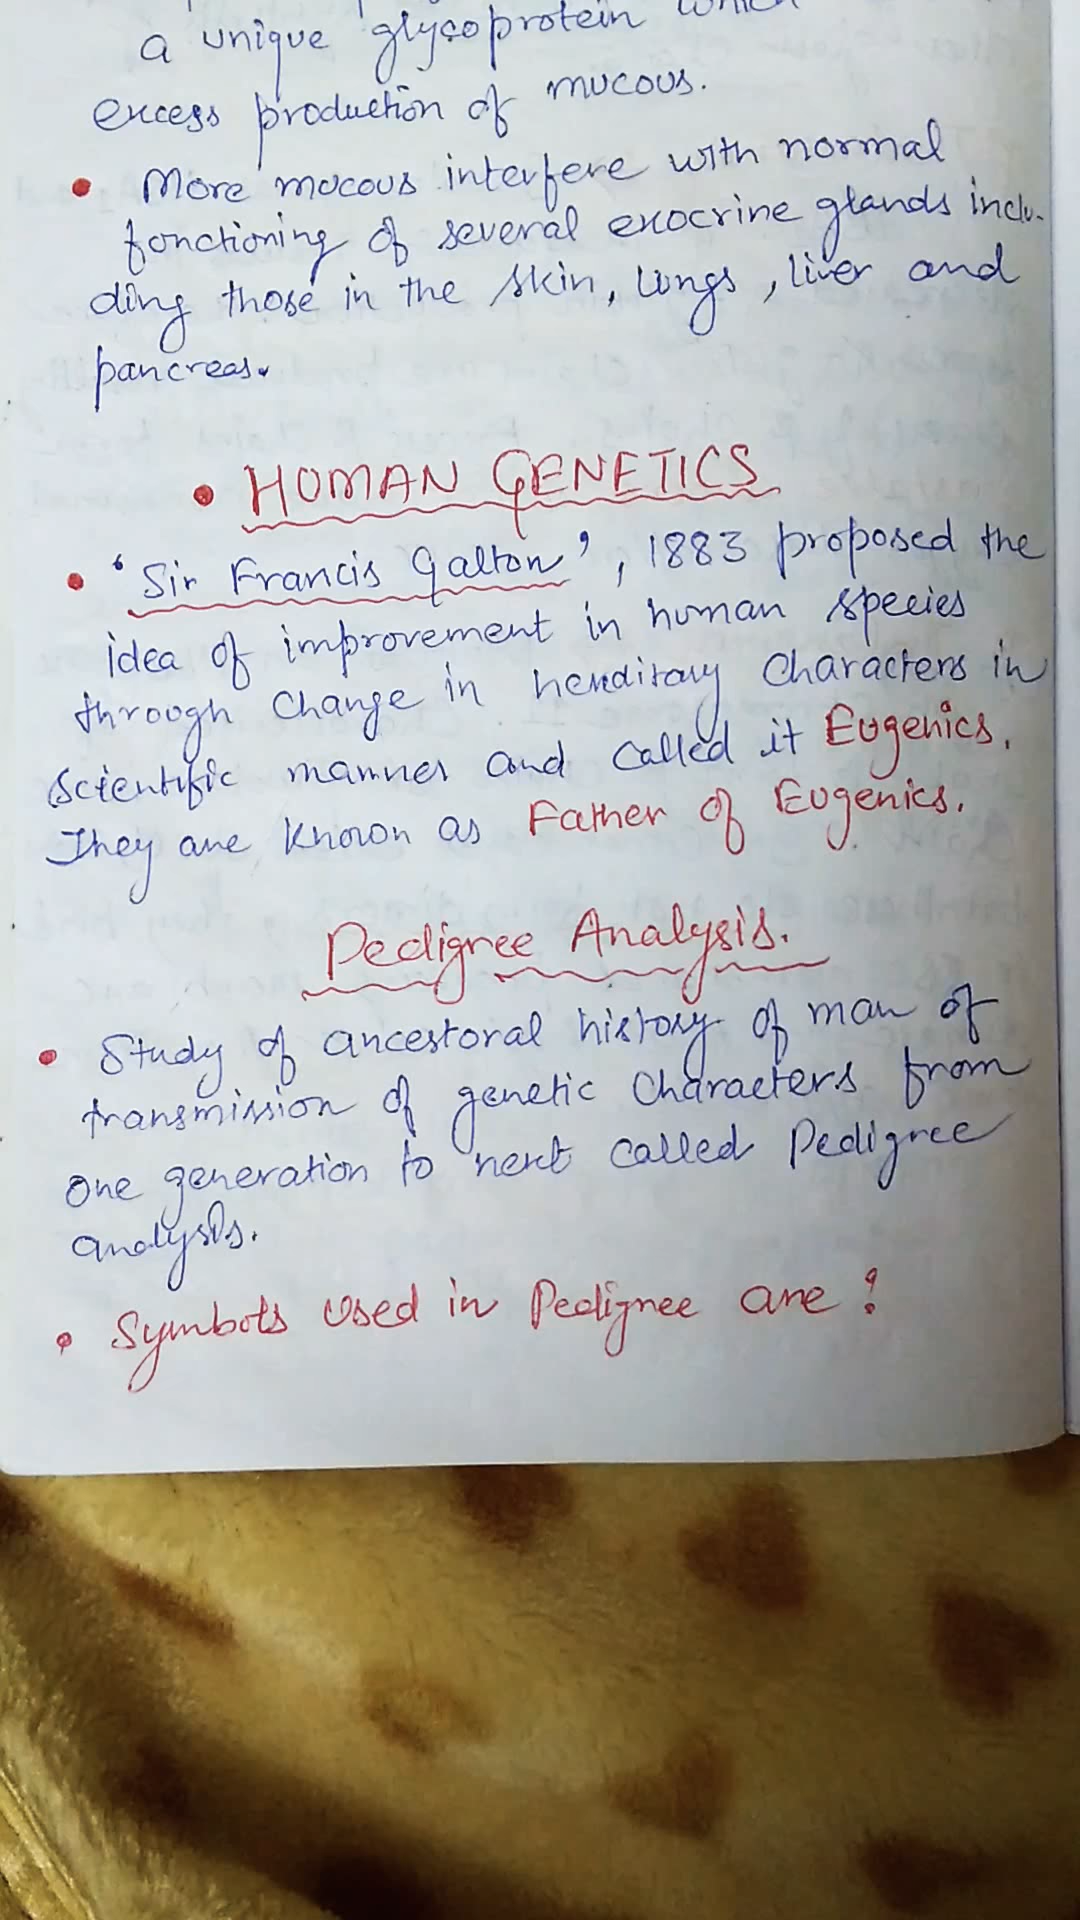 a unique glycoprotein which
excess production of mucous.
• More mucous interfere with normal
fonctioning of several exocrine glands inclu-
ding those in the skin, lungs, liver and
pancreas.
• HUMAN GENETICS
• ‘Sir Francis Galton’, 1883 proposed the
idea of improvement in human species
through change in hereditary characters in
scientific manner and called it Eugenics.
They are known as Father of Eugenics.
Pedigree Analysis.
• Study of ancestoral history of man of
transmission of genetic characters from
one generation to next called Pedigree
analysis.
• Symbols used in Pedigree are :